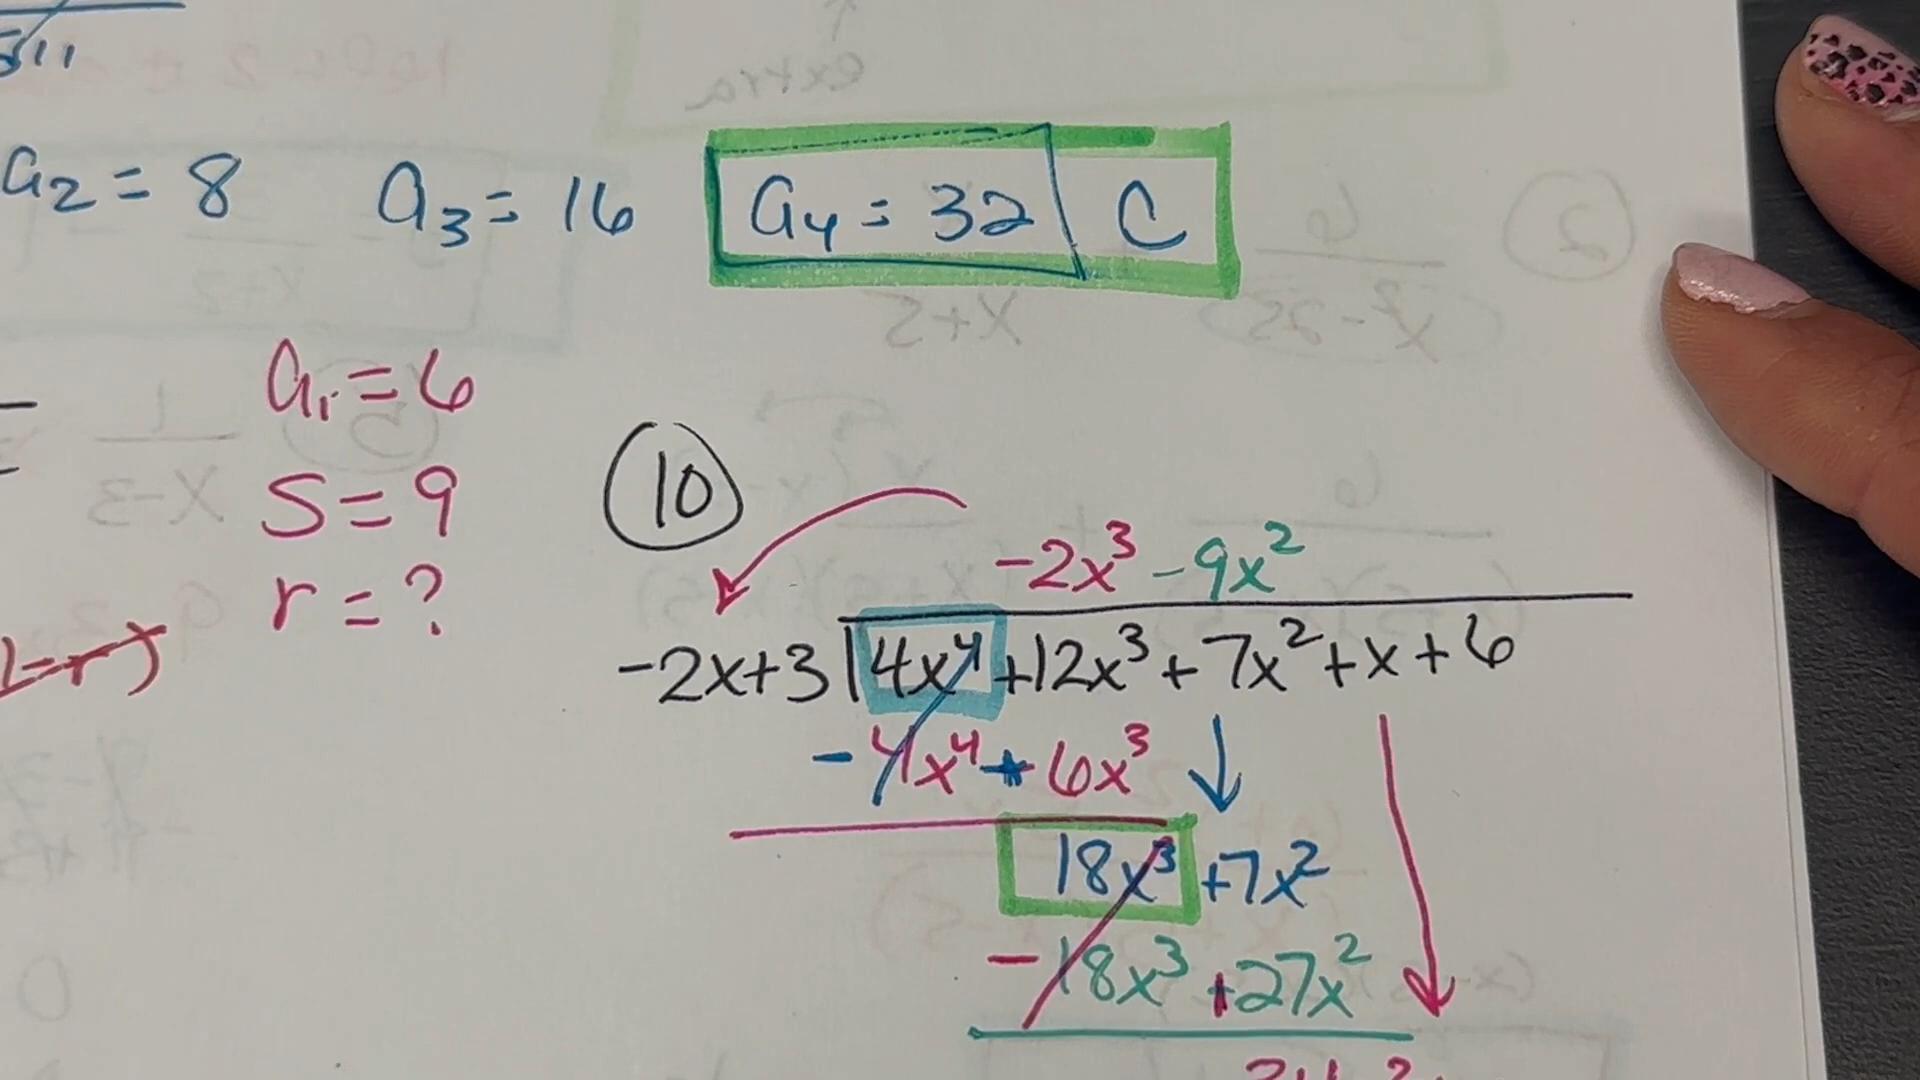 511
a₂ = 8 a₃ = 16 a₄ = 32 C
a₁ = 6
S = 9
r = ?
10
-2x³ - 9x²
-2x+3 4x⁴ + 12x³ + 7x² + x + 6
- 4x⁴ + 6x³
18x³ + 7x²
- 18x³ + 27x²